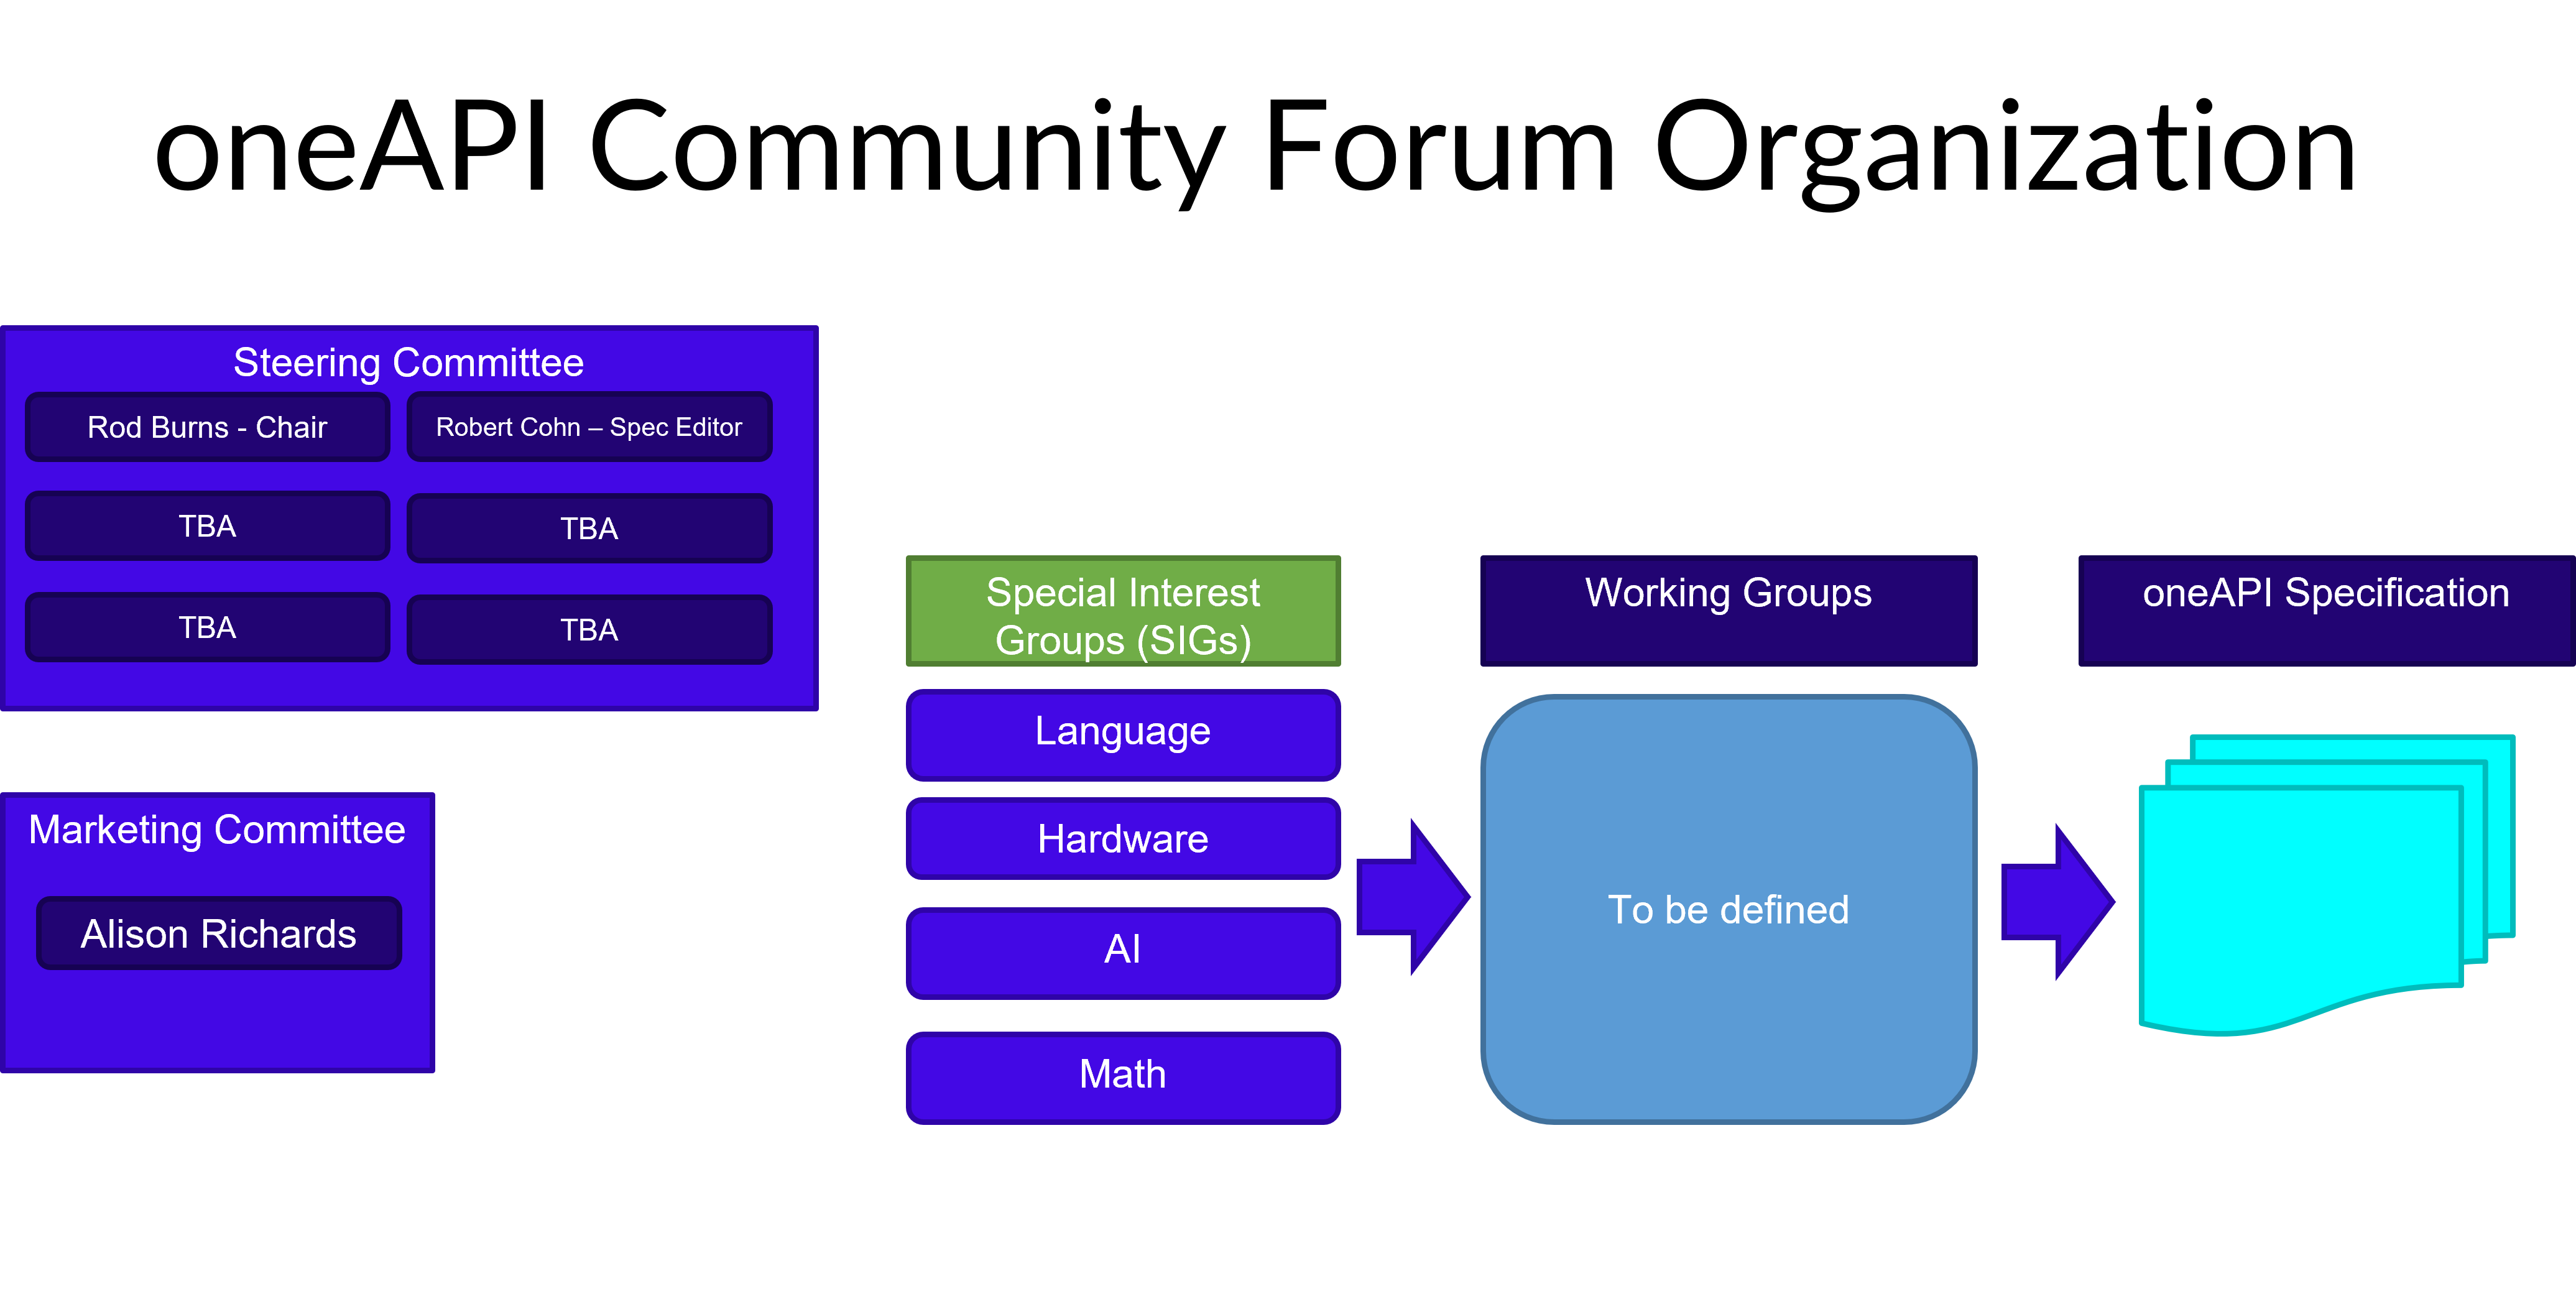 oneAPI Community Forum Organization
Steering Committee
Rod Burns - Chair
Robert Cohn – Spec Editor
TBA
TBA
TBA
TBA
Marketing Committee
Alison Richards
Special Interest
Groups (SIGs)
Language
Hardware
AI
Math
Working Groups
To be defined
oneAPI Specification